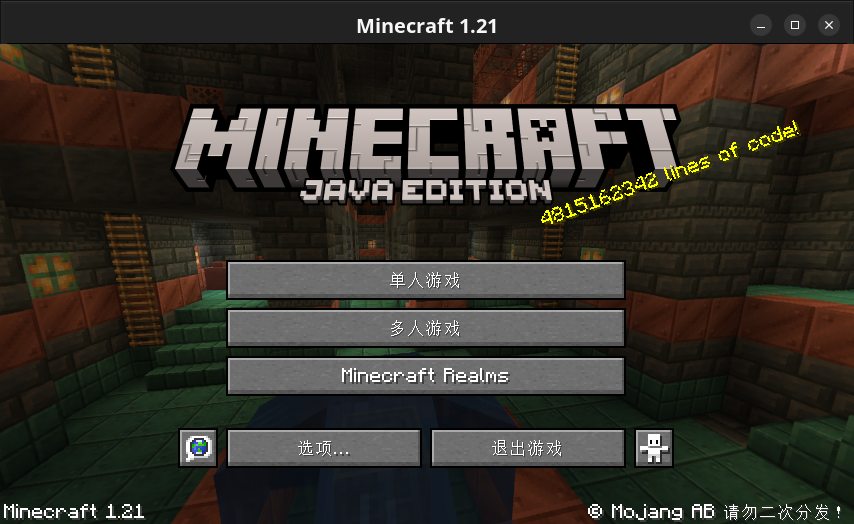 Minecraft 1.21
MINECRAFT
JAVA EDITION
4815162342 lines of code!
单人游戏
多人游戏
Minecraft Realms
选项...
退出游戏
Minecraft 1.21
© Mojang AB 请勿二次分发！